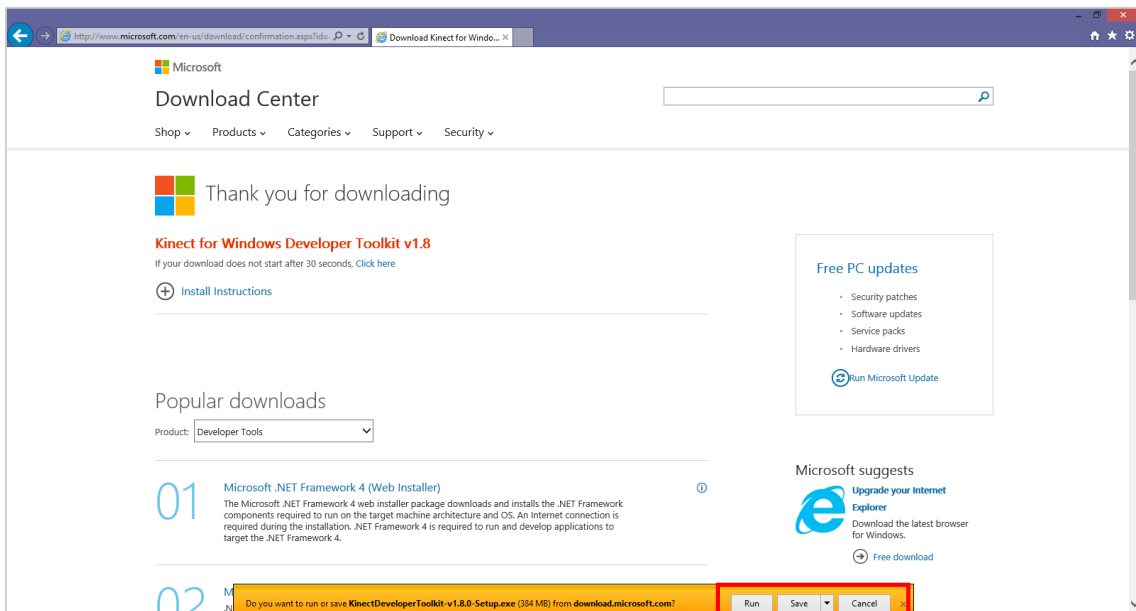 http://www.microsoft.com/en-us/download/confirmation.aspx?id=
Download Kinect for Windo...
Microsoft
Download Center
Shop Products Categories Support Security
Thank you for downloading
Kinect for Windows Developer Toolkit v1.8
If your download does not start after 30 seconds, Click here
Install Instructions
Free PC updates
Security patches
Software updates
Service packs
Hardware drivers
Run Microsoft Update
Popular downloads
Product: Developer Tools
01
Microsoft .NET Framework 4 (Web Installer)
The Microsoft .NET Framework 4 web installer package downloads and installs the .NET Framework
components required to run on the target machine architecture and OS. An Internet connection is
required during the installation. .NET Framework 4 is required to run and develop applications to
target the .NET Framework 4.
Microsoft suggests
Upgrade your Internet
Explorer
Download the latest browser
for Windows.
Free download
02
Do you want to run or save KinectDeveloperToolkit-v1.8.0-Setup.exe (384 MB) from download.microsoft.com?
Run Save Cancel